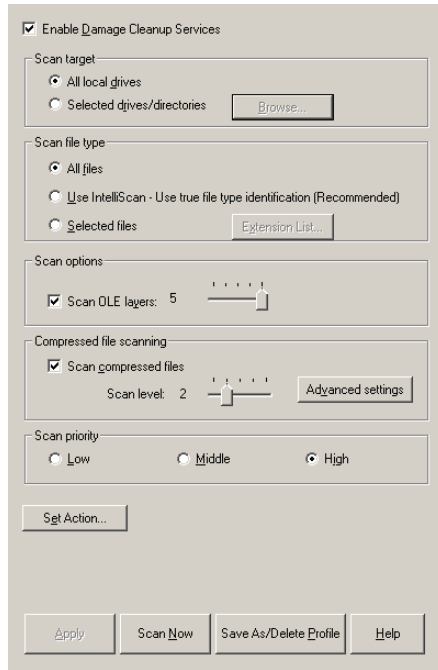 Enable Damage Cleanup Services
Scan target
All local drives
Selected drives/directories
Browse...
Scan file type
All files
Use IntelliScan - Use true file type identification (Recommended)
Selected files
Extension List...
Scan options
Scan OLE layers: 5
Compressed file scanning
Scan compressed files
Scan level: 2
Advanced settings
Scan priority
Low Middle High
Set Action...
Apply Scan Now Save As/Delete Profile Help